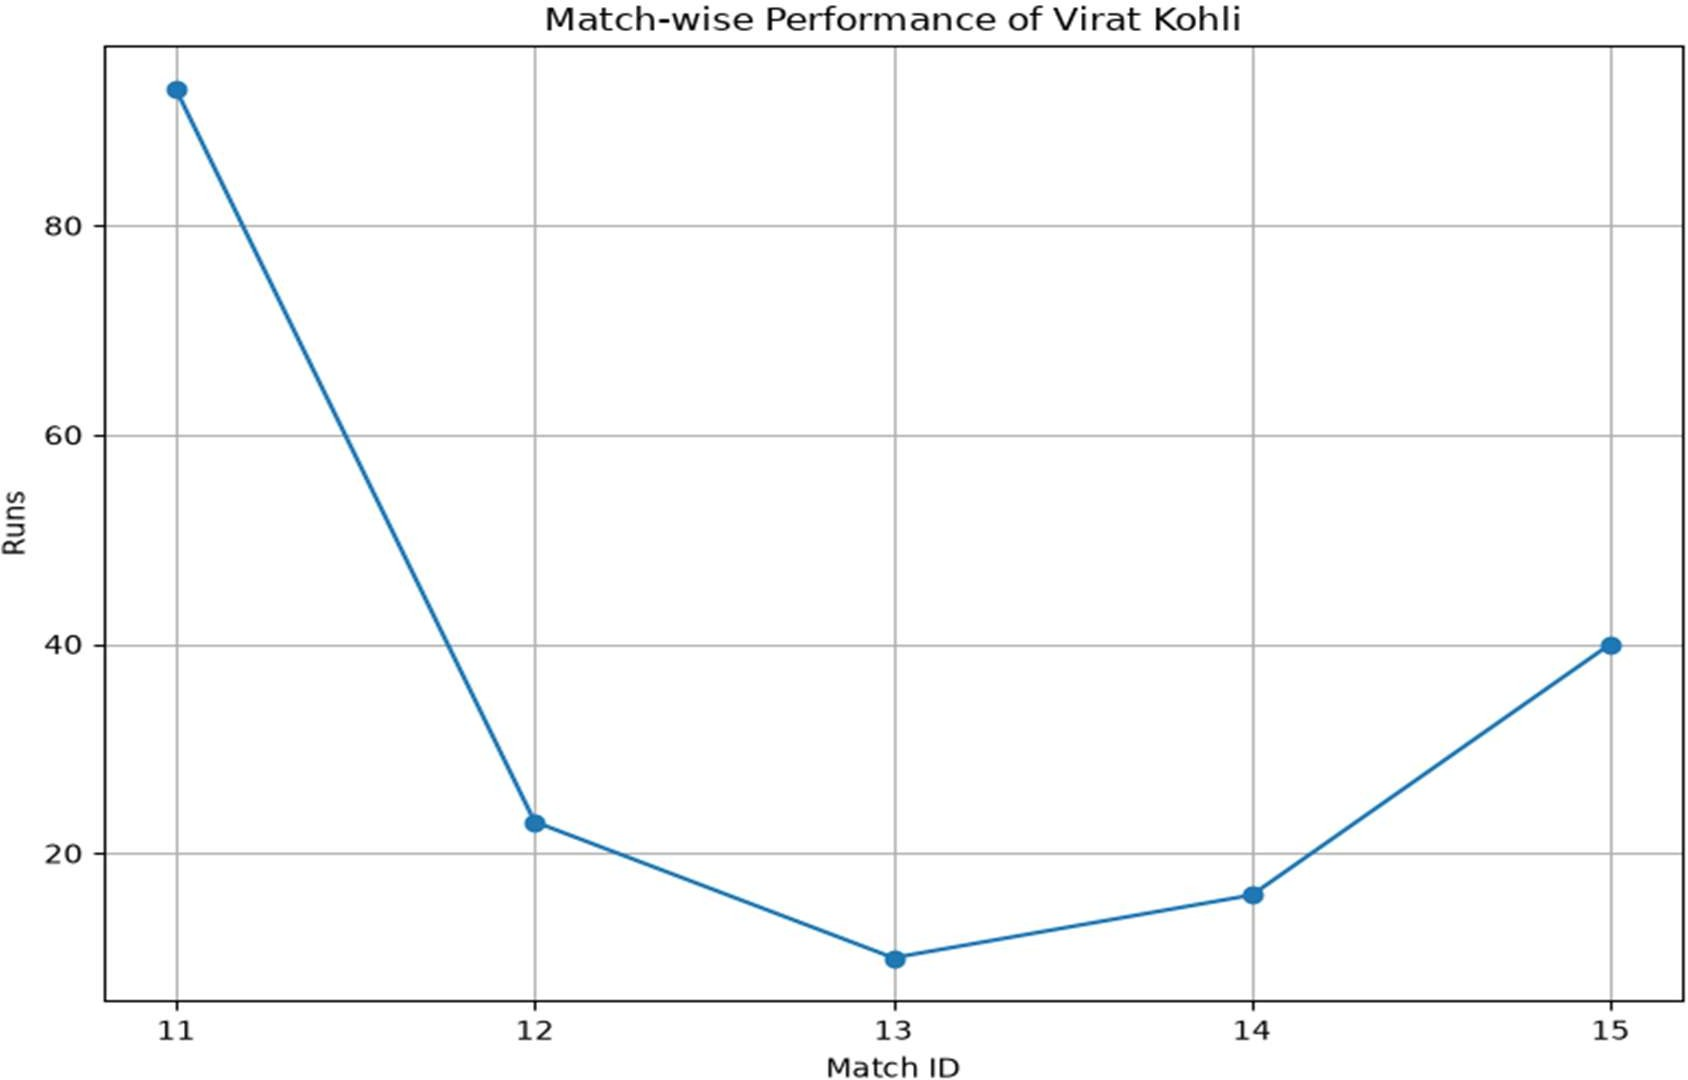 Match-wise Performance of Virat Kohli
80
60
40
20
Runs
11 12 13 14 15
Match ID